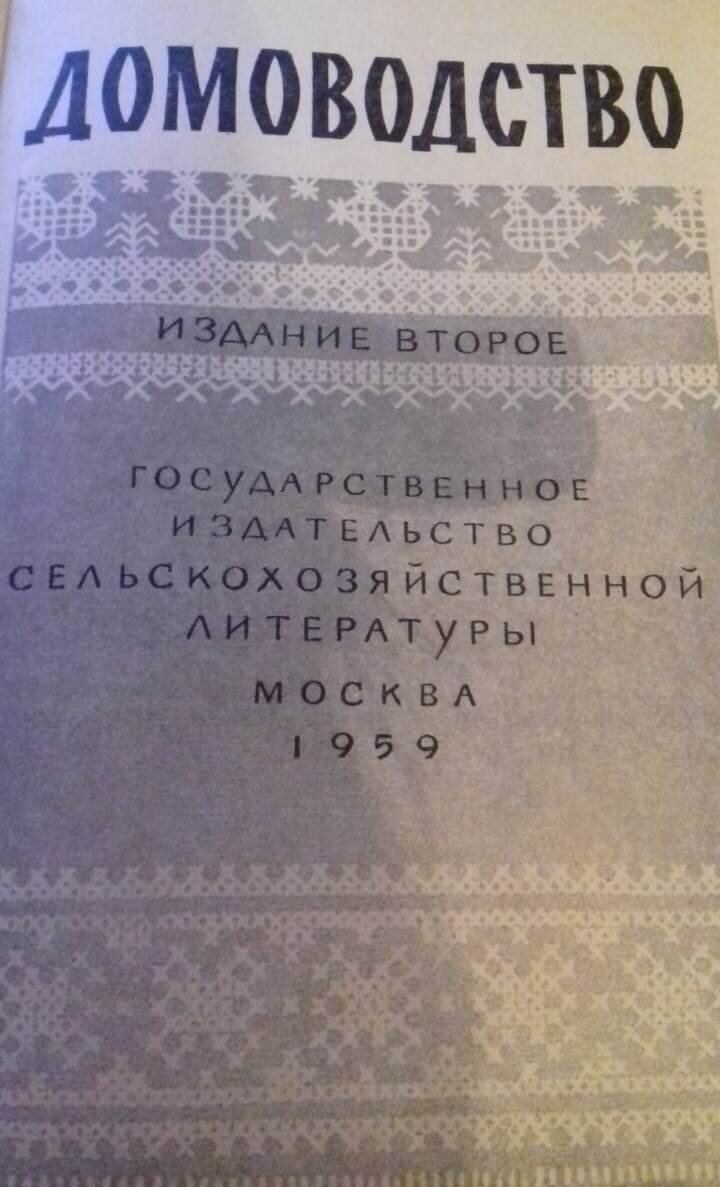 ДОМОВОДСТВО
ИЗДАНИЕ ВТОРОЕ
ГОСУДАРСТВЕННОЕ
ИЗДАТЕЛЬСТВО
СЕЛЬСКОХОЗЯЙСТВЕННОЙ
ЛИТЕРАТУРЫ
МОСКВА
1959